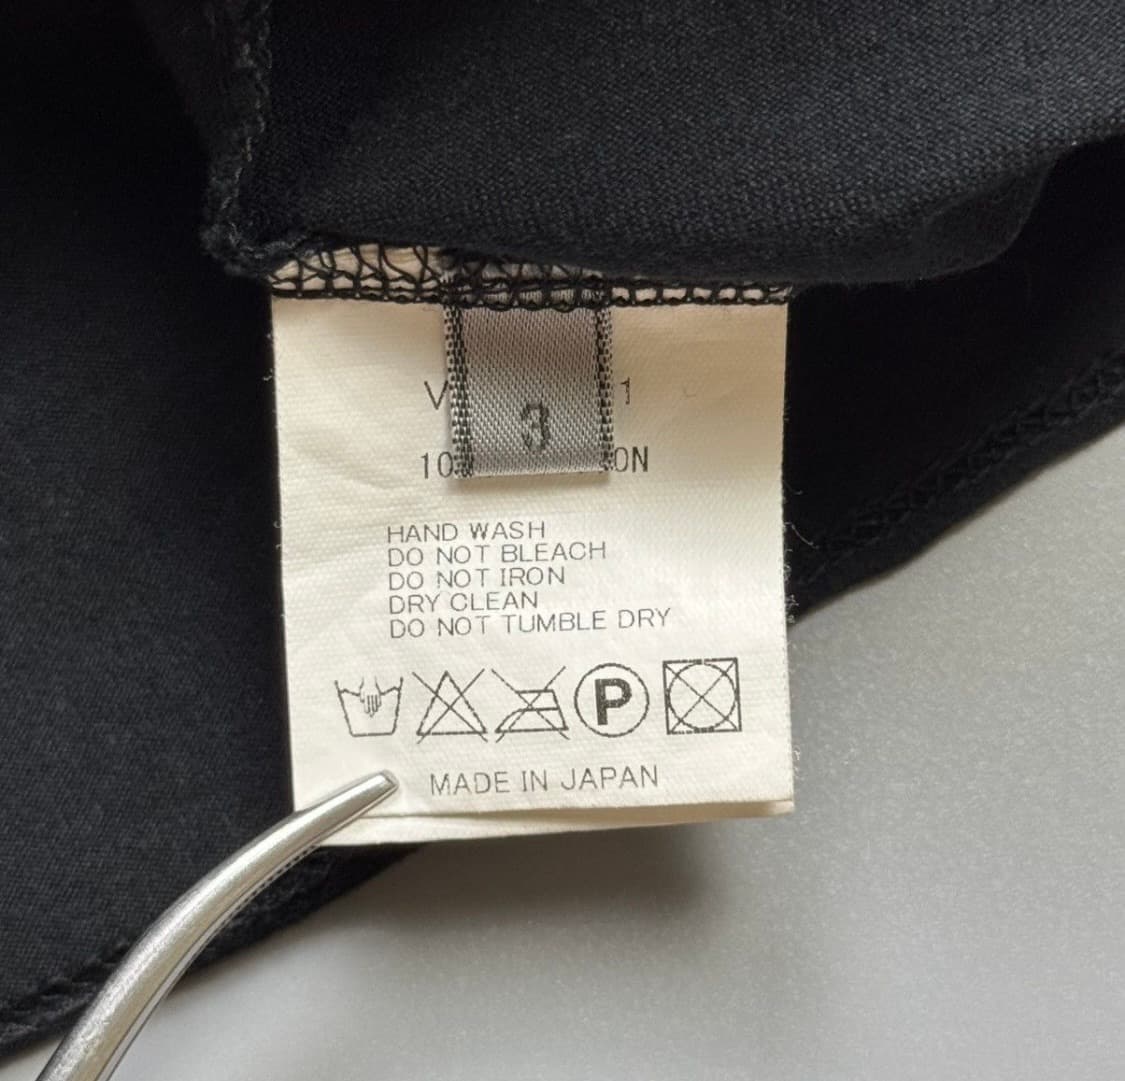 3
HAND WASH
DO NOT BLEACH
DO NOT IRON
DRY CLEAN
DO NOT TUMBLE DRY
P
MADE IN JAPAN